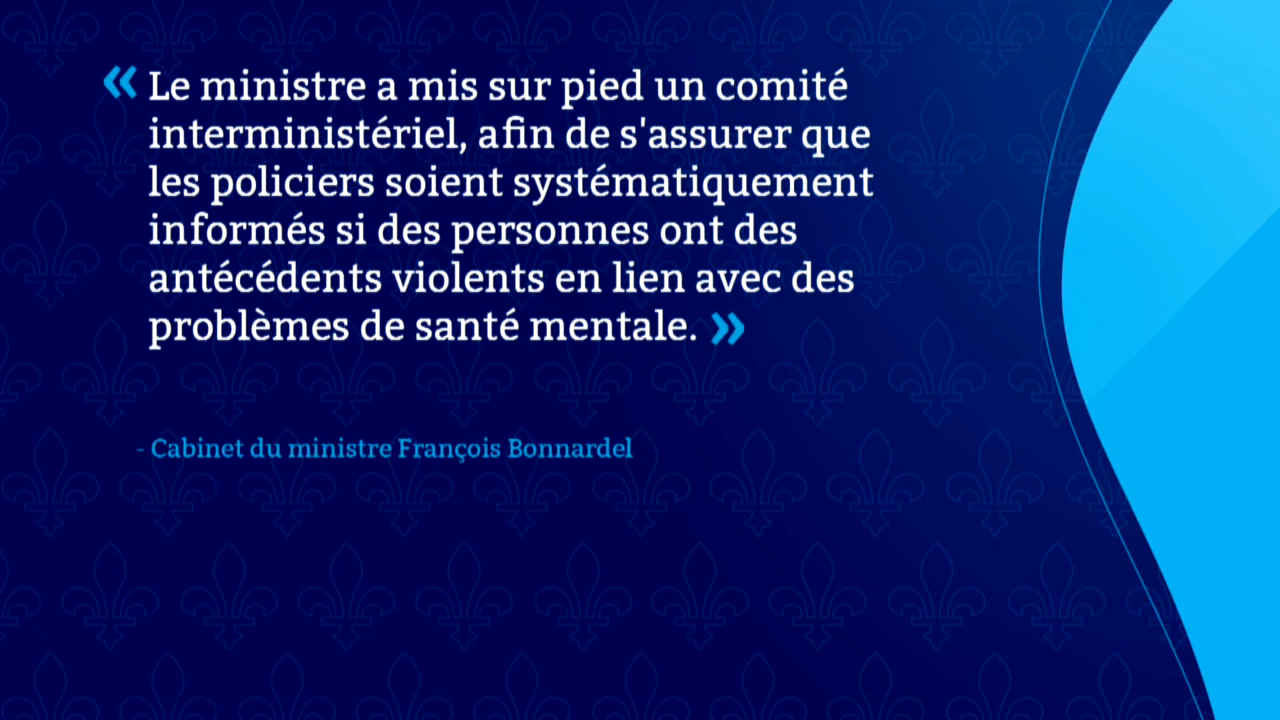 « Le ministre a mis sur pied un comité
interministériel, afin de s'assurer que
les policiers soient systématiquement
informés si des personnes ont des
antécédents violents en lien avec des
problèmes de santé mentale. »
- Cabinet du ministre François Bonnardel